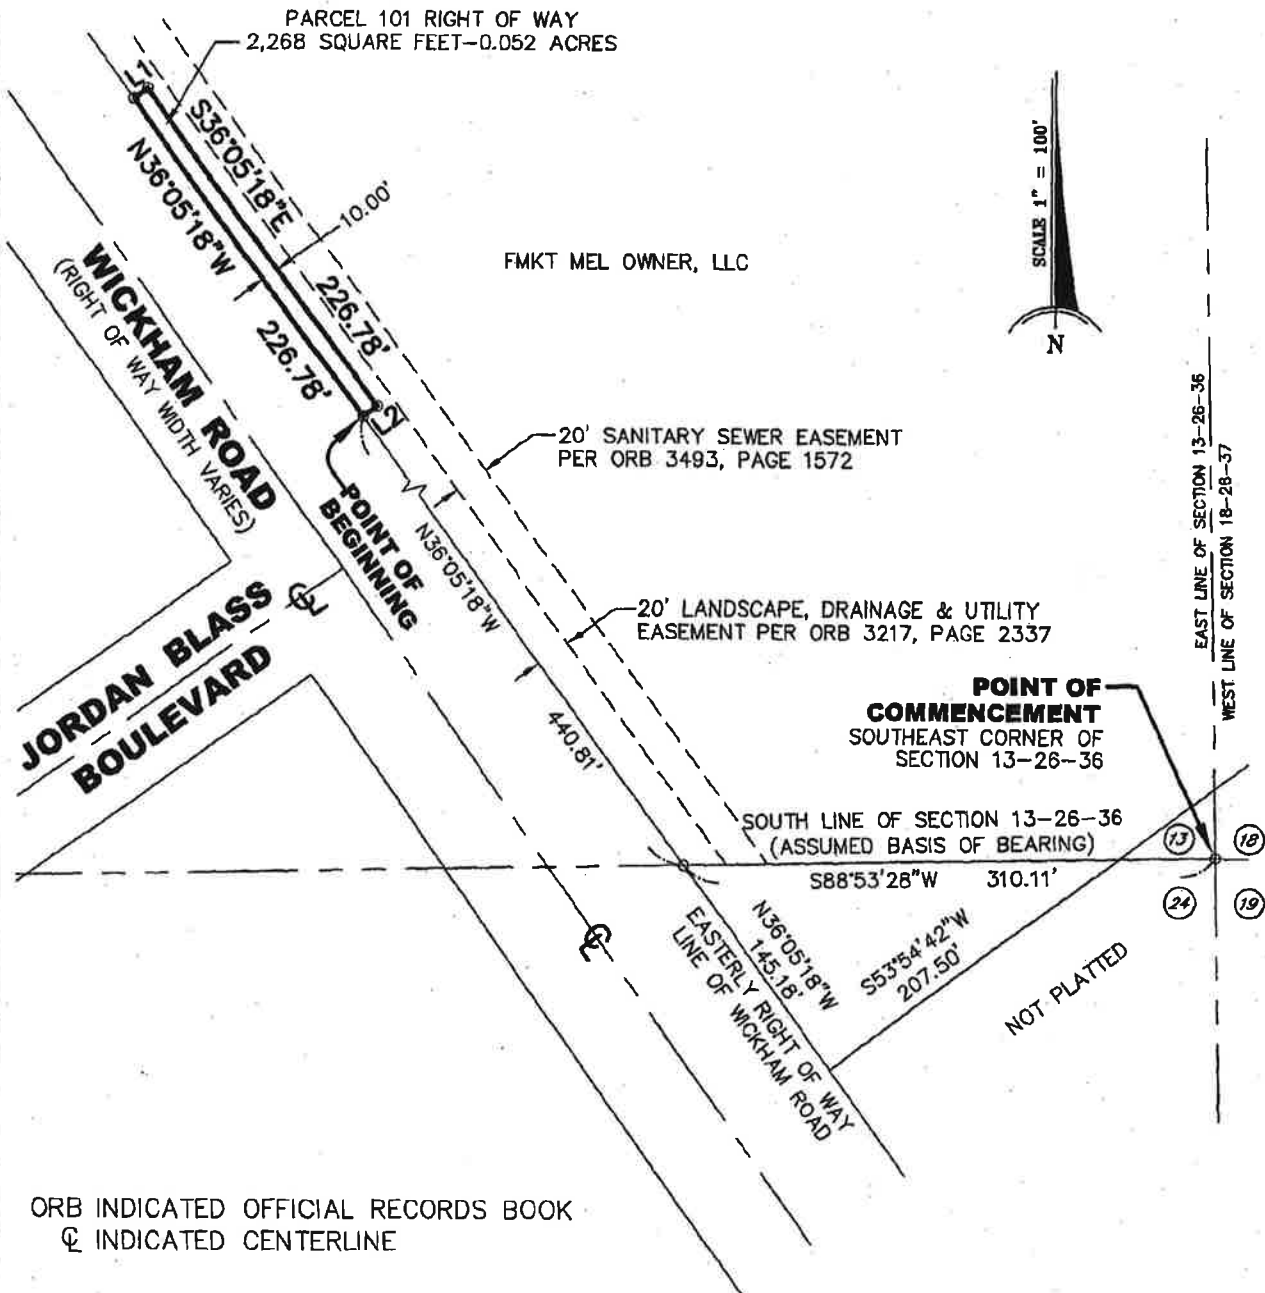 PARCEL 101 RIGHT OF WAY
2,268 SQUARE FEET-0.052 ACRES
L1
S36°05'18"E
226.78'
N36°05'18"W
226.78'
10.00'
L2
WICKHAM ROAD
(RIGHT OF WAY WIDTH VARIES)
FMKT MEL OWNER, LLC
SCALE 1" = 100'
N
EAST LINE OF SECTION 13-26-36
WEST LINE OF SECTION 18-26-37
20' SANITARY SEWER EASEMENT
PER ORB 3493, PAGE 1572
POINT OF
BEGINNING
N36°05'18"W
440.81'
20' LANDSCAPE, DRAINAGE & UTILITY
EASEMENT PER ORB 3217, PAGE 2337
JORDAN BLASS
BOULEVARD
℄
POINT OF
COMMENCEMENT
SOUTHEAST CORNER OF
SECTION 13-26-36
SOUTH LINE OF SECTION 13-26-36
(ASSUMED BASIS OF BEARING)
S88°53'28"W 310.11'
13
18
24
19
℄
N36°05'18"W
145.18'
EASTERLY RIGHT OF WAY
LINE OF WICKHAM ROAD
S53°54'42"W
207.50'
NOT PLATTED
ORB INDICATED OFFICIAL RECORDS BOOK
℄ INDICATED CENTERLINE